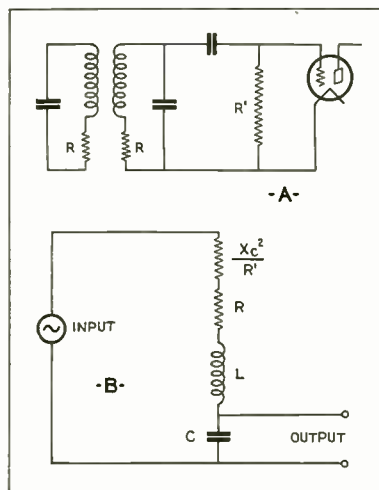 R
R
R'
-A-
INPUT
-B-
Xc²
R'
R
L
C
OUTPUT